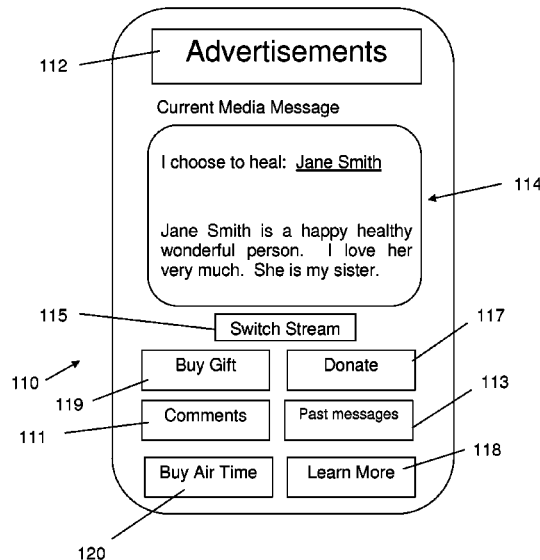 Advertisements
112
Current Media Message
I choose to heal: Jane Smith
114
Jane Smith is a happy healthy
wonderful person. I love her
very much. She is my sister.
115
Switch Stream
117
110
Buy Gift
Donate
119
113
Comments
Past messages
111
118
Buy Air Time
Learn More
120